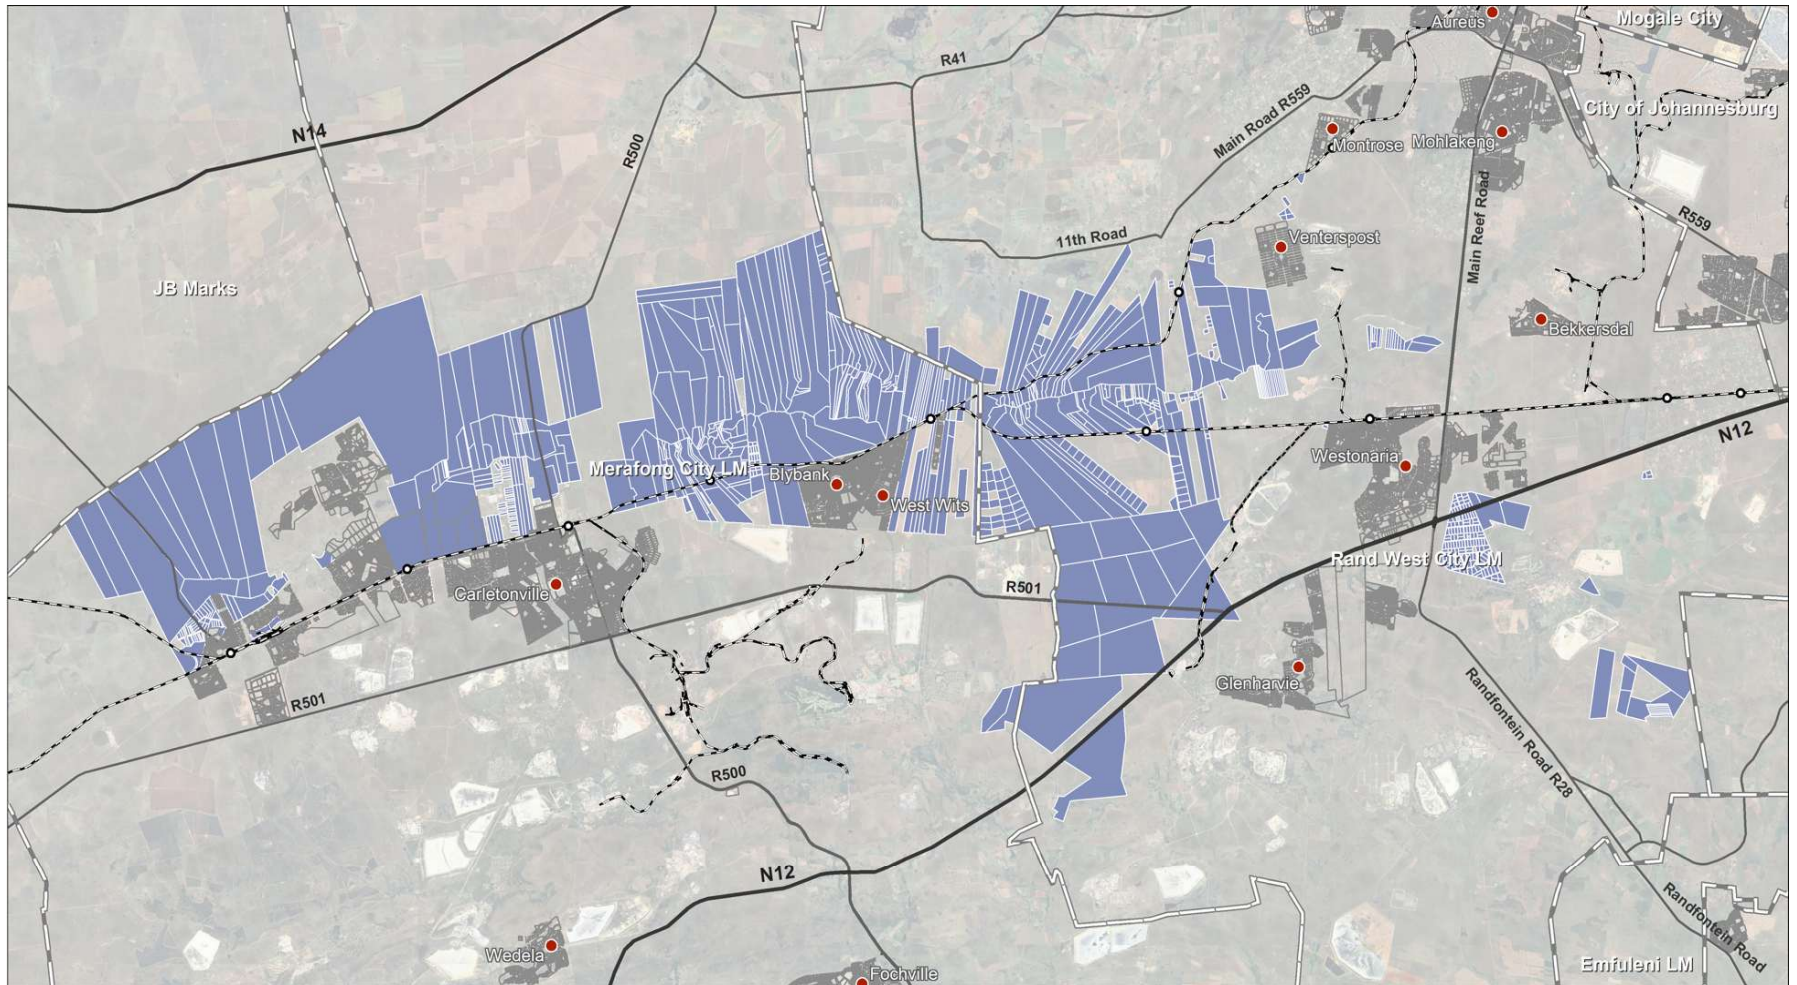 Aureus
Mogale City
R41
Main Road R559
City of Johannesburg
N14
R500
Montrose
Mohlakeng
Main Reef Road
R559
11th Road
Venterspost
JB Marks
Bekkersdal
N12
Merafong City LM
Blybank
West Wits
Westonaria
Rand West City LM
Carletonville
R501
Glenharvie
R501
Randfontein Road R28
R500
N12
Randfontein Road
Wedela
Fochville
Emfuleni LM